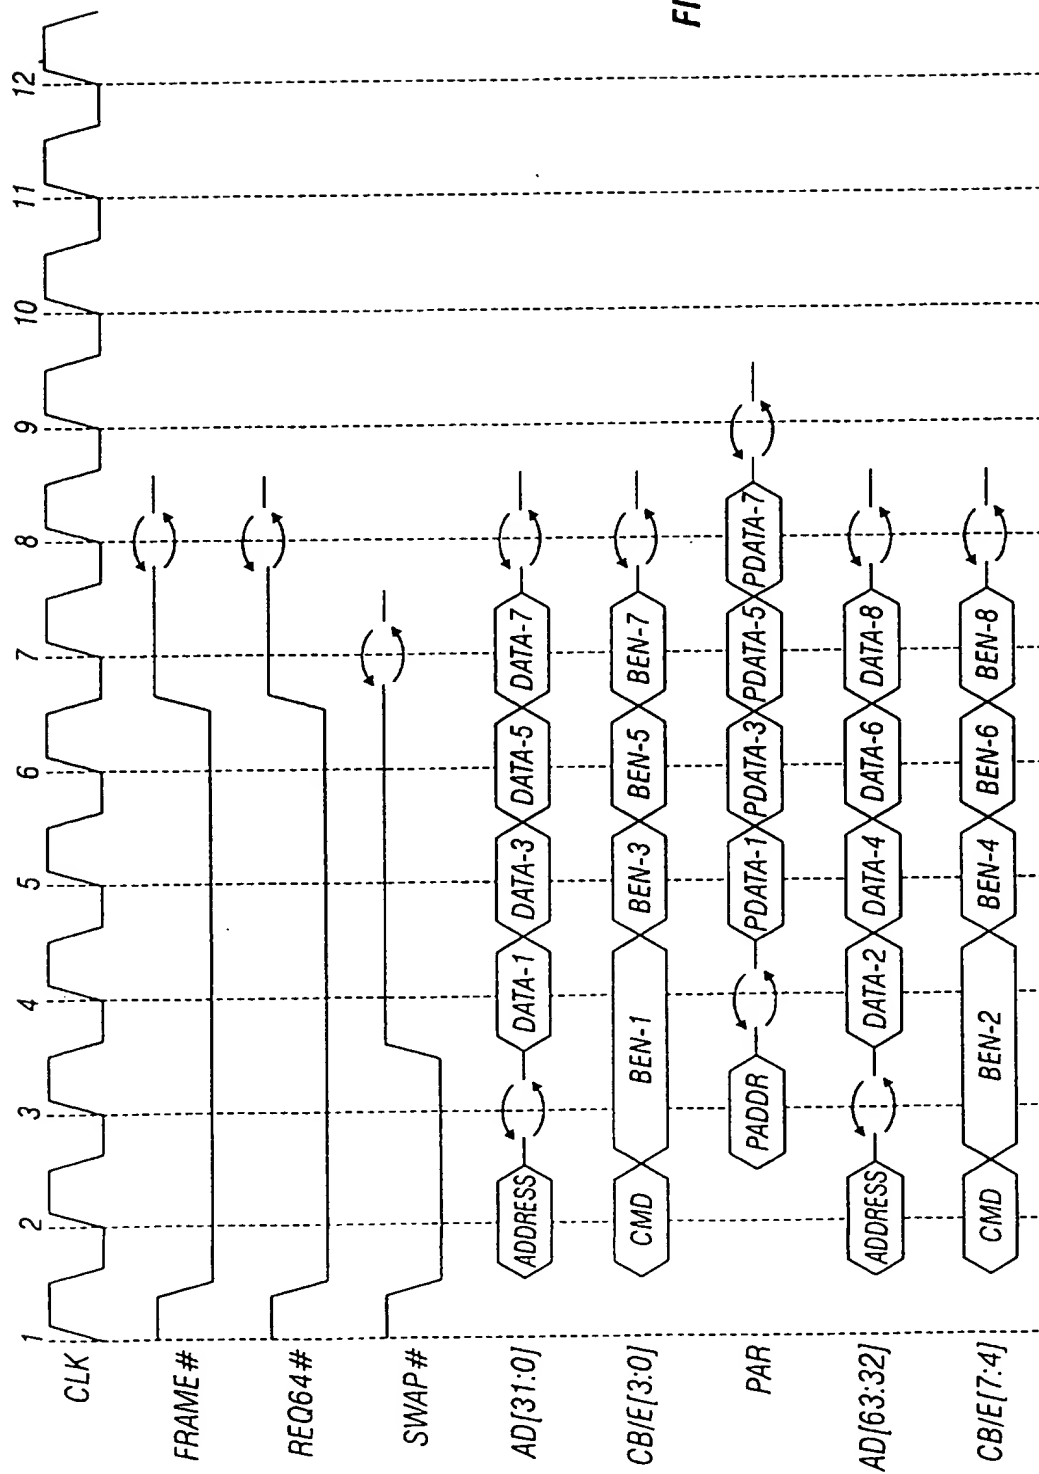 1 2 3 4 5 6 7 8 9 10 11 12
CLK
FRAME#
REQ64#
SWAP#
AD[31:0] ADDRESS DATA-1 DATA-3 DATA-5 DATA-7
CB/E[3:0] CMD BEN-1 BEN-3 BEN-5 BEN-7
PAR PADDR PDATA-1 PDATA-3 PDATA-5 PDATA-7
AD[63:32] ADDRESS DATA-2 DATA-4 DATA-6 DATA-8
CB/E[7:4] CMD BEN-2 BEN-4 BEN-6 BEN-8
FI